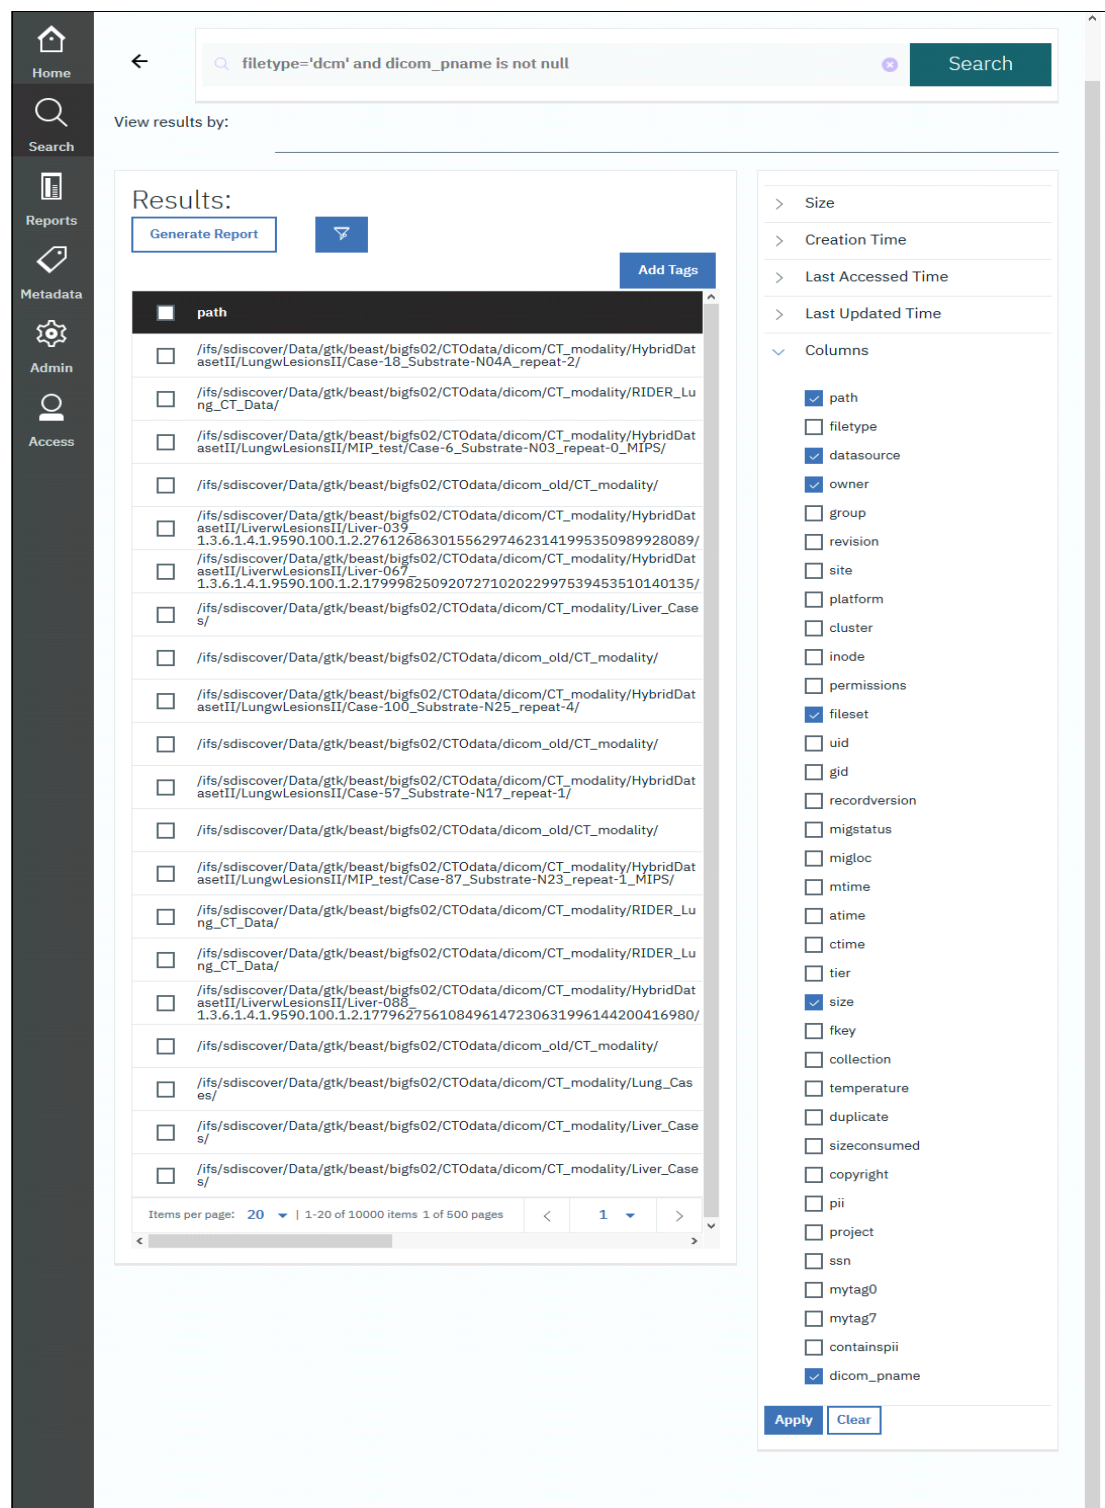 Home
Search
Reports
Metadata
Admin
Access
filetype='dcm' and dicom_pname is not null
Search
View results by:
Results:
Generate Report
Add Tags
path
/ifs/sdiscover/Data/gtk/beast/bigfs02/CTOdata/dicom/CT_modality/HybridDat
asetII/LungwLesionsII/Case-18_Substrate-N04A_repeat-2/
/ifs/sdiscover/Data/gtk/beast/bigfs02/CTOdata/dicom/CT_modality/RIDER_Lu
ng_CT_Data/
/ifs/sdiscover/Data/gtk/beast/bigfs02/CTOdata/dicom/CT_modality/HybridDat
asetII/LungwLesionsII/MIP_test/Case-6_Substrate-N03_repeat-0_MIPS/
/ifs/sdiscover/Data/gtk/beast/bigfs02/CTOdata/dicom_old/CT_modality/
/ifs/sdiscover/Data/gtk/beast/bigfs02/CTOdata/dicom/CT_modality/HybridDat
asetII/LiverwLesionsII/Liver-039_
1.3.6.1.4.1.9590.100.1.2.276126863015562974623141995350989928089/
/ifs/sdiscover/Data/gtk/beast/bigfs02/CTOdata/dicom/CT_modality/HybridDat
asetII/LiverwLesionsII/Liver-067_
1.3.6.1.4.1.9590.100.1.2.179998250920727102022997539453510140135/
/ifs/sdiscover/Data/gtk/beast/bigfs02/CTOdata/dicom/CT_modality/Liver_Case
s/
/ifs/sdiscover/Data/gtk/beast/bigfs02/CTOdata/dicom_old/CT_modality/
/ifs/sdiscover/Data/gtk/beast/bigfs02/CTOdata/dicom/CT_modality/HybridDat
asetII/LungwLesionsII/Case-100_Substrate-N25_repeat-4/
/ifs/sdiscover/Data/gtk/beast/bigfs02/CTOdata/dicom_old/CT_modality/
/ifs/sdiscover/Data/gtk/beast/bigfs02/CTOdata/dicom/CT_modality/HybridDat
asetII/LungwLesionsII/Case-57_Substrate-N17_repeat-1/
/ifs/sdiscover/Data/gtk/beast/bigfs02/CTOdata/dicom_old/CT_modality/
/ifs/sdiscover/Data/gtk/beast/bigfs02/CTOdata/dicom/CT_modality/HybridDat
asetII/LungwLesionsII/MIP_test/Case-87_Substrate-N23_repeat-1_MIPS/
/ifs/sdiscover/Data/gtk/beast/bigfs02/CTOdata/dicom/CT_modality/RIDER_Lu
ng_CT_Data/
/ifs/sdiscover/Data/gtk/beast/bigfs02/CTOdata/dicom/CT_modality/RIDER_Lu
ng_CT_Data/
/ifs/sdiscover/Data/gtk/beast/bigfs02/CTOdata/dicom/CT_modality/HybridDat
asetII/LiverwLesionsII/Liver-088_
1.3.6.1.4.1.9590.100.1.2.177962756108496147230631996144200416980/
/ifs/sdiscover/Data/gtk/beast/bigfs02/CTOdata/dicom_old/CT_modality/
/ifs/sdiscover/Data/gtk/beast/bigfs02/CTOdata/dicom/CT_modality/Lung_Cas
es/
/ifs/sdiscover/Data/gtk/beast/bigfs02/CTOdata/dicom/CT_modality/Liver_Case
s/
/ifs/sdiscover/Data/gtk/beast/bigfs02/CTOdata/dicom/CT_modality/Liver_Case
s/
Items per page: 20 | 1-20 of 10000 items 1 of 500 pages 1
Size
Creation Time
Last Accessed Time
Last Updated Time
Columns
path
filetype
datasource
owner
group
revision
site
platform
cluster
inode
permissions
fileset
uid
gid
recordversion
migstatus
migloc
mtime
atime
ctime
tier
size
fkey
collection
temperature
duplicate
sizeconsumed
copyright
pii
project
ssn
mytag0
mytag7
containspii
dicom_pname
Apply
Clear